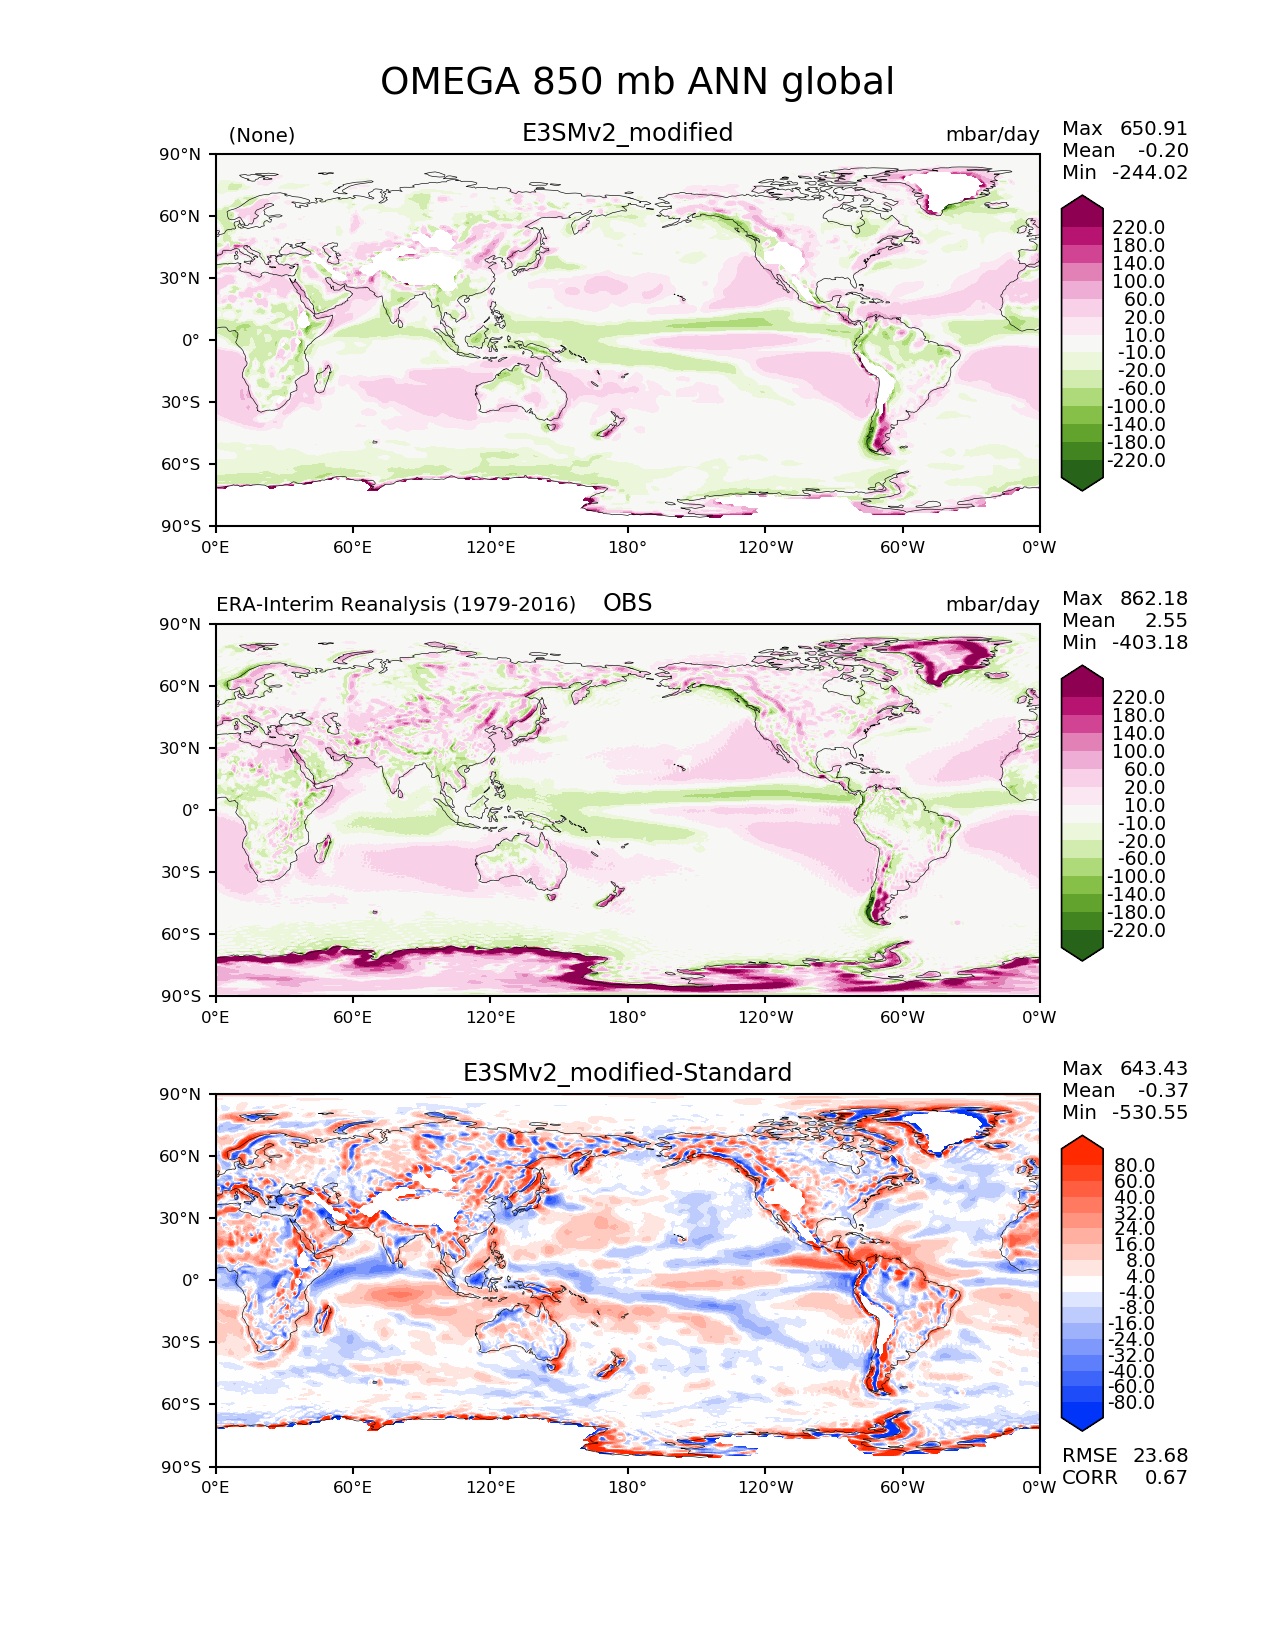 OMEGA 850 mb ANN global
(None)
E3SMv2_modified
mbar/day
Max 650.91
Mean -0.20
Min -244.02
90°N
60°N
30°N
0°
30°S
60°S
90°S
0°E 60°E 120°E 180° 120°W 60°W 0°W
220.0
180.0
140.0
100.0
60.0
20.0
10.0
-10.0
-20.0
-60.0
-100.0
-140.0
-180.0
-220.0
ERA-Interim Reanalysis (1979-2016)
OBS
mbar/day
Max 862.18
Mean 2.55
Min -403.18
90°N
60°N
30°N
0°
30°S
60°S
90°S
0°E 60°E 120°E 180° 120°W 60°W 0°W
220.0
180.0
140.0
100.0
60.0
20.0
10.0
-10.0
-20.0
-60.0
-100.0
-140.0
-180.0
-220.0
E3SMv2_modified-Standard
Max 643.43
Mean -0.37
Min -530.55
90°N
60°N
30°N
0°
30°S
60°S
90°S
0°E 60°E 120°E 180° 120°W 60°W 0°W
80.0
60.0
40.0
32.0
24.0
16.0
8.0
4.0
-4.0
-8.0
-16.0
-24.0
-32.0
-40.0
-60.0
-80.0
RMSE 23.68
CORR 0.67